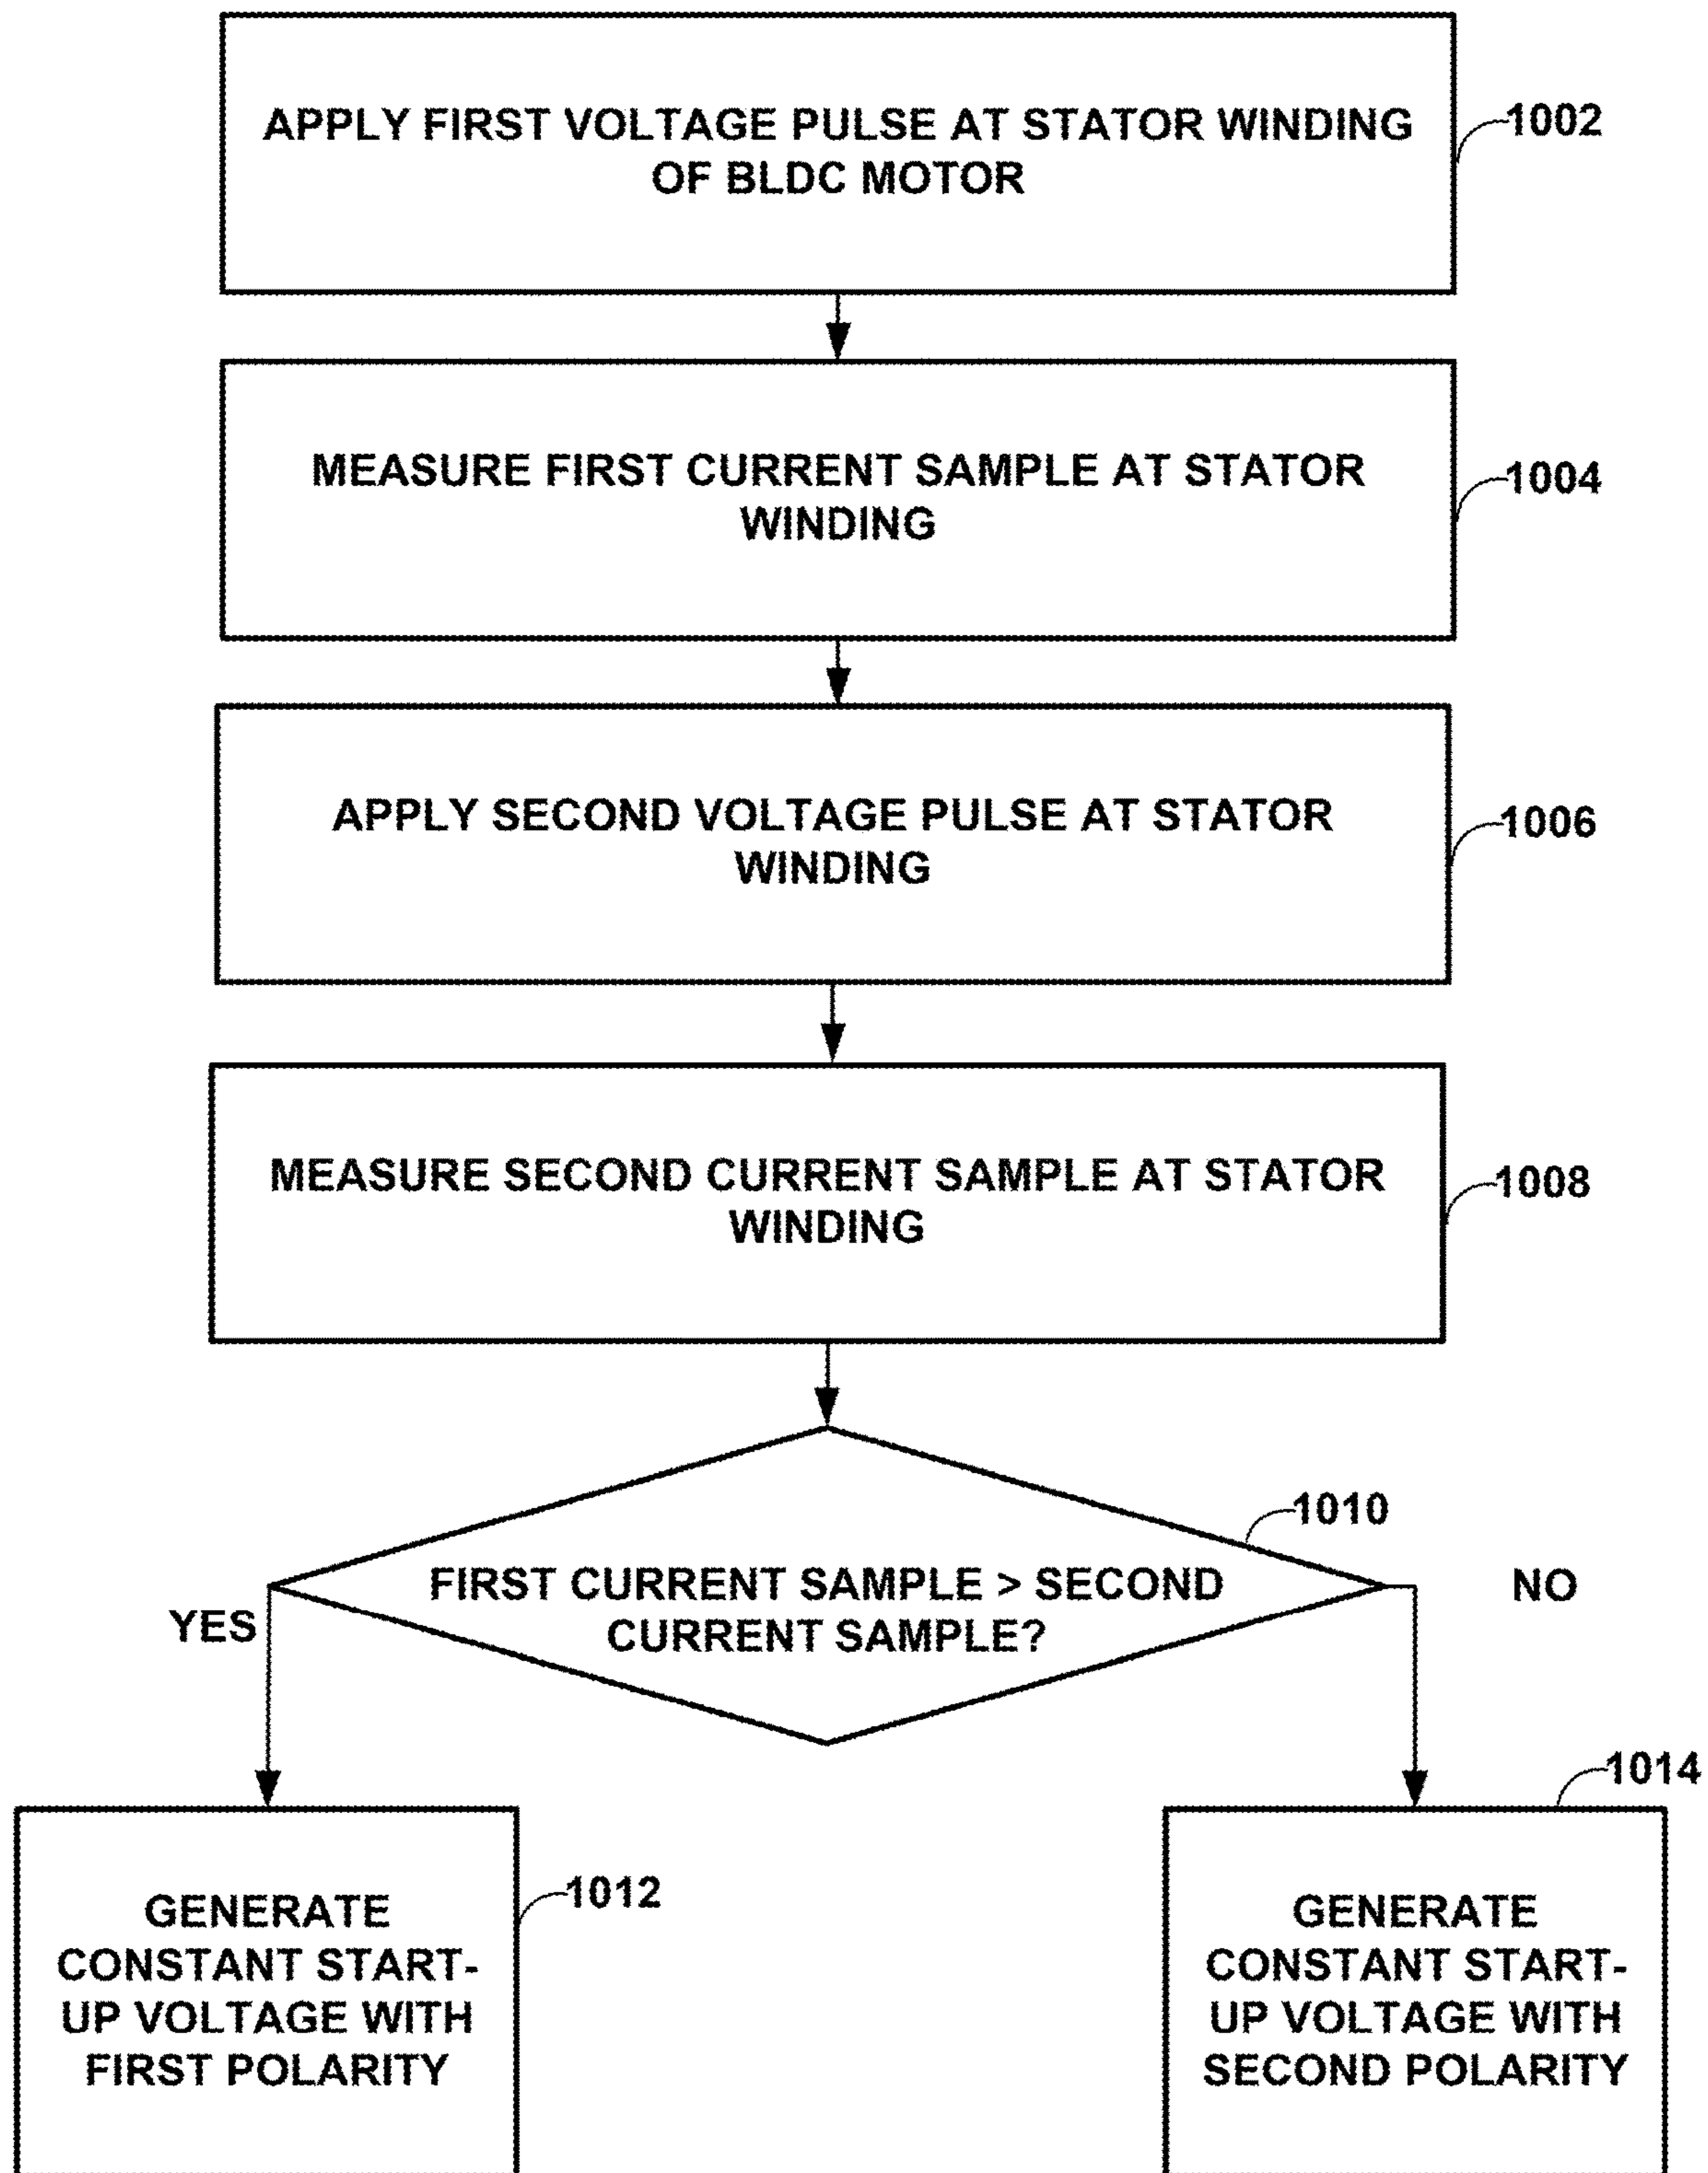 APPLY FIRST VOLTAGE PULSE AT STATOR WINDING
OF BLDC MOTOR
1002
MEASURE FIRST CURRENT SAMPLE AT STATOR
WINDING
1004
APPLY SECOND VOLTAGE PULSE AT STATOR
WINDING
1006
MEASURE SECOND CURRENT SAMPLE AT STATOR
WINDING
1008
1010
FIRST CURRENT SAMPLE > SECOND
CURRENT SAMPLE?
YES
NO
GENERATE
CONSTANT START-
UP VOLTAGE WITH
FIRST POLARITY
1012
1014
GENERATE
CONSTANT START-
UP VOLTAGE WITH
SECOND POLARITY